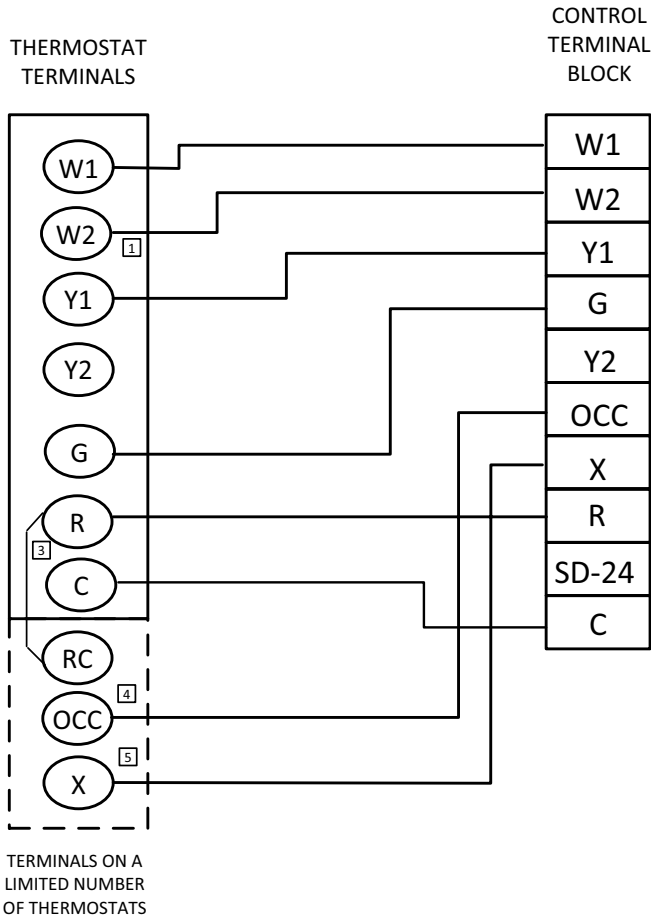 THERMOSTAT
TERMINALS
CONTROL
TERMINAL
BLOCK
W1
W2
1
Y1
Y2
G
R
3
C
RC
4
OCC
5
X
TERMINALS ON A
LIMITED NUMBER
OF THERMOSTATS
W1
W2
Y1
G
Y2
OCC
X
R
SD-24
C